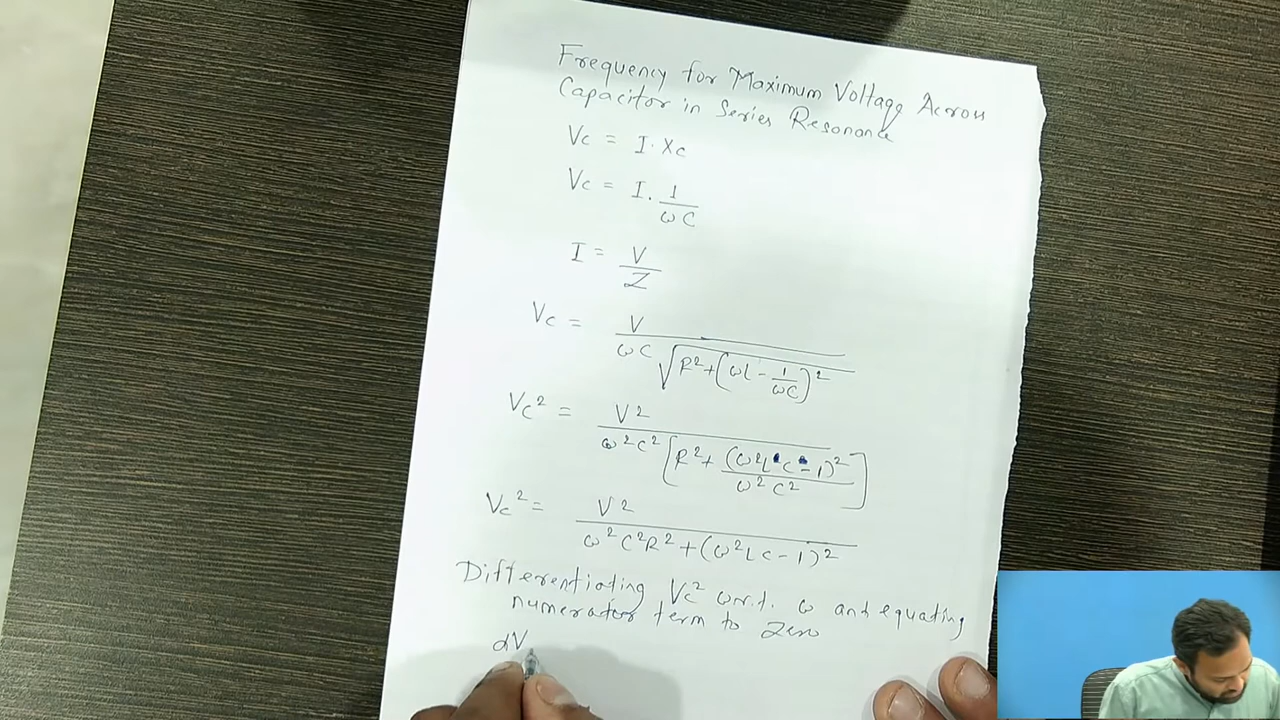 Frequency for Maximum Voltage Across
Capacitor in Series Resonance
Vc = I. Xc
Vc = I. 1/ωC
I = V/Z
Vc = V/(ωC √(R²+(ωL - 1/ωC)²))
Vc² = V²/(ω²C² [R²+ (ω²LC-1)²/(ω²C²)])
Vc² = V²/(ω²C²R²+(ω²LC-1)²)
Differentiating Vc² w.r.t. ω and equating
numerator term to Zero
dV